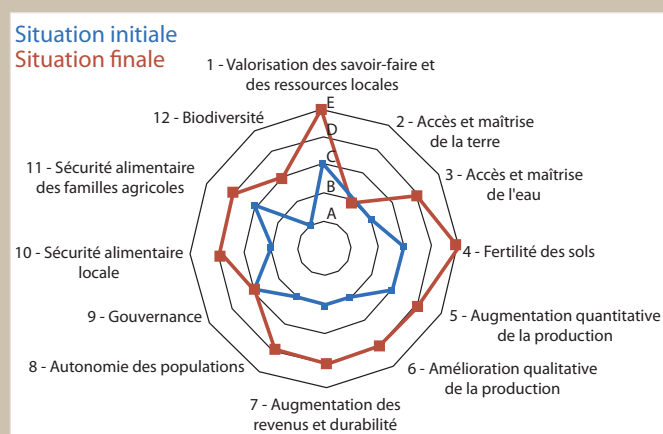 Situation initiale
Situation finale
1 - Valorisation des savoir-faire et
des ressources locales
2 - Accès et maîtrise
de la terre
3 - Accès et maîtrise
de l'eau
4 - Fertilité des sols
5 - Augmentation quantitative
de la production
6 - Amélioration qualitative
de la production
7 - Augmentation des
revenus et durabilité
8 - Autonomie des populations
9 - Gouvernance
10 - Sécurité alimentaire
locale
11 - Sécurité alimentaire
des familles agricoles
12 - Biodiversité
E
D
C
B
A